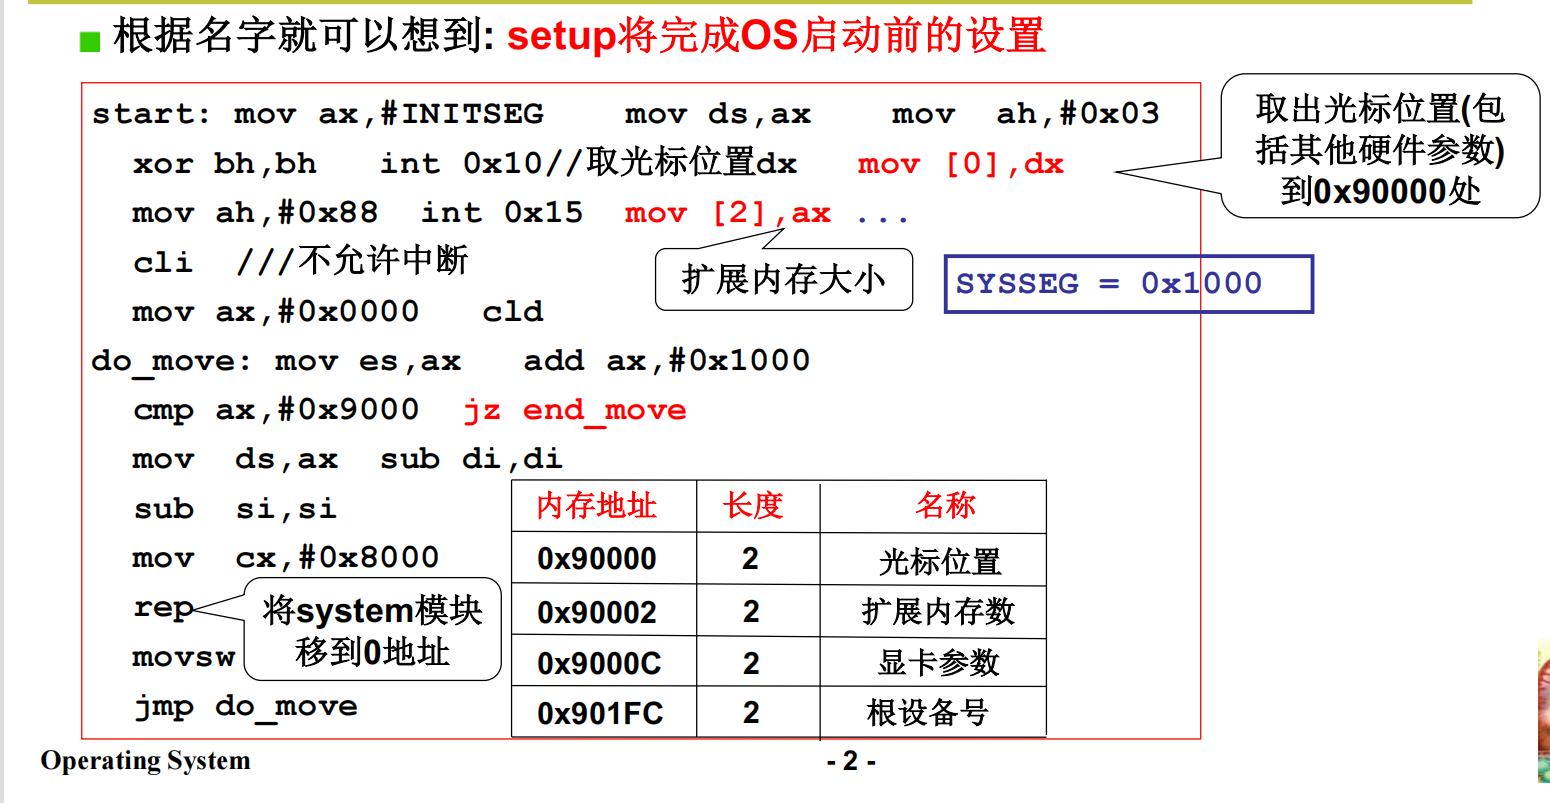 根据名字就可以想到: setup将完成OS启动前的设置
start: mov ax,#INITSEG mov ds,ax mov ah,#0x03
xor bh,bh int 0x10//取光标位置dx mov [0],dx
mov ah,#0x88 int 0x15 mov [2],ax ...
cli ///不允许中断
mov ax,#0x0000 cld
do_move: mov es,ax add ax,#0x1000
cmp ax,#0x9000 jz end_move
mov ds,ax sub di,di
sub si,si
mov cx,#0x8000
rep
movsw
jmp do_move
取出光标位置(包
括其他硬件参数)
到0x90000处
扩展内存大小
SYSSEG = 0x1000
将system模块
移到0地址
内存地址 长度 名称
0x90000 2 光标位置
0x90002 2 扩展内存数
0x9000C 2 显卡参数
0x901FC 2 根设备号
Operating System
- 2 -